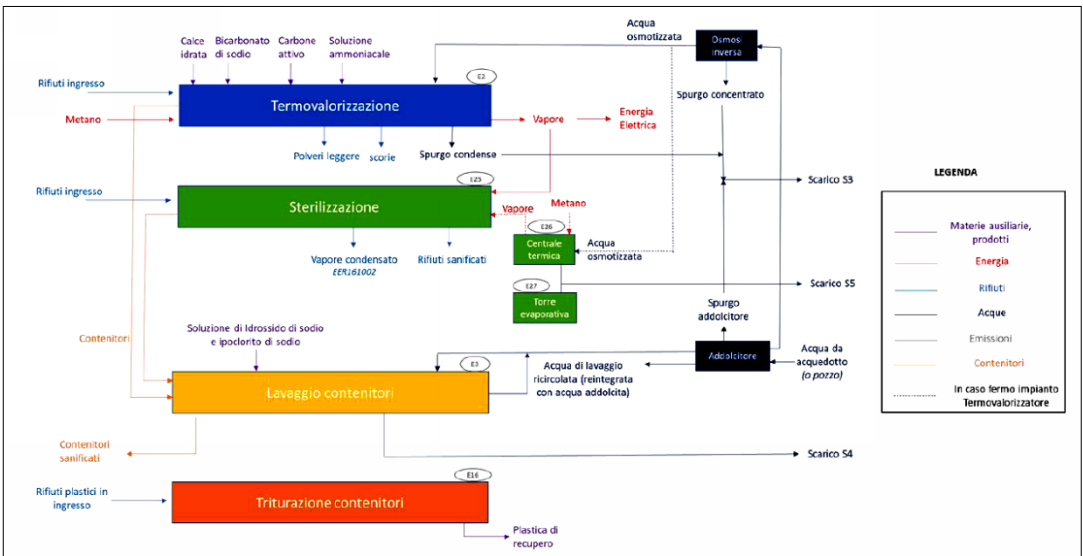 Acqua
osmotizzata
Osmosi
inversa
Calce
idrata
Bicarbonato
di sodio
Carbone
attivo
Soluzione
ammoniacale
E2
Rifiuti ingresso
Termovalorizzazione
Spurgo concentrato
Metano
Vapore
Energia
Elettrica
Polveri leggere
scorie
Spurgo condense
Scarico S3
E25
Rifiuti ingresso
Sterilizzazione
Metano
Vapore
E26
Centrale
termica
Acqua
osmotizzata
Vapore condensato
EER161002
Rifiuti sanificati
Scarico S5
E27
Torre
evaporativa
Spurgo
addolcitore
Soluzione di Idrossido di sodio
e ipoclorito di sodio
Contenitori
E3
Acqua di lavaggio
ricircolata (reintegrata
con acqua addolcita)
Addolcitore
Acqua da
acquedotto
(o pozzo)
Lavaggio contenitori
Contenitori
sanificati
Scarico S4
E16
Rifiuti plastici in
ingresso
Triturazione contenitori
Plastica di
recupero
LEGENDA
Materie ausiliarie,
prodotti
Energia
Rifiuti
Acque
Emissioni
Contenitori
In caso fermo impianto
Termovalorizzatore